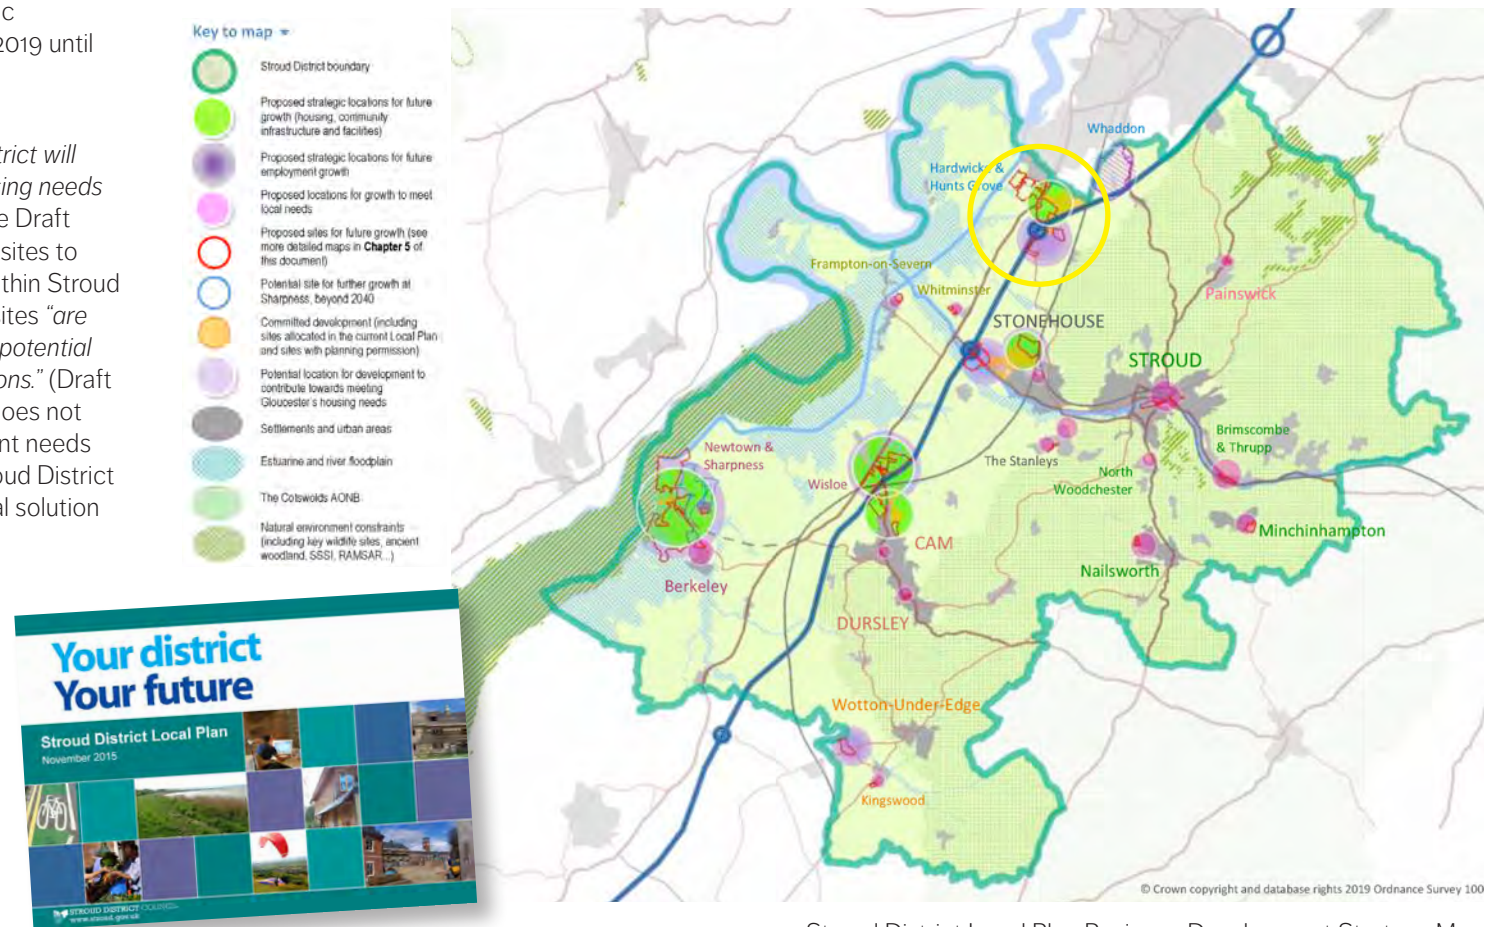 c
2019 until
trict will
ing needs
e Draft
sites to
thin Stroud
sites “are
potential
ons.” (Draft
oes not
nt needs
oud District
al solution
Key to map
Stroud District boundary
Proposed strategic locations for future
growth (housing, community
infrastructure and facilities)
Proposed strategic locations for future
employment growth
Proposed locations for growth to meet
local needs
Proposed sites for future growth (see
more detailed maps in Chapter 5 of
this document)
Potential site for further growth at
Sharpness, beyond 2040
Committed development (including
sites allocated in the current Local Plan
and sites with planning permission)
Potential location for development to
contribute towards meeting
Gloucester's housing needs
Settlements and urban areas
Estuarine and river floodplain
The Cotswolds AONB
Natural environment constraints
(including key wildlife sites, ancient
woodland, SSSI, RAMSAR...)
Whaddon
Hardwicke &
Hunts Grove
Frampton-on-Severn
Whitminster
Painswick
STONEHOUSE
STROUD
Brimscombe
& Thrupp
Newtown &
Sharpness
The Stanleys
Wisloe
North
Woodchester
Minchinhampton
CAM
Nailsworth
Berkeley
DURSLEY
Wotton-Under-Edge
Kingswood
© Crown copyright and database rights 2019 Ordnance Survey 100
Your district
Your future
Stroud District Local Plan
November 2015
STROUD DISTRICT COUNCIL
www.stroud.gov.uk